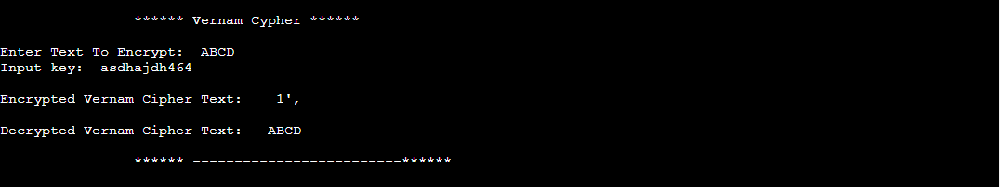 ****** Vernam Cypher ******
Enter Text To Encrypt:  ABCD
Input key:  asdhajdh464
Encrypted Vernam Cipher Text:    1',
Decrypted Vernam Cipher Text:   ABCD
****** -------------------------******